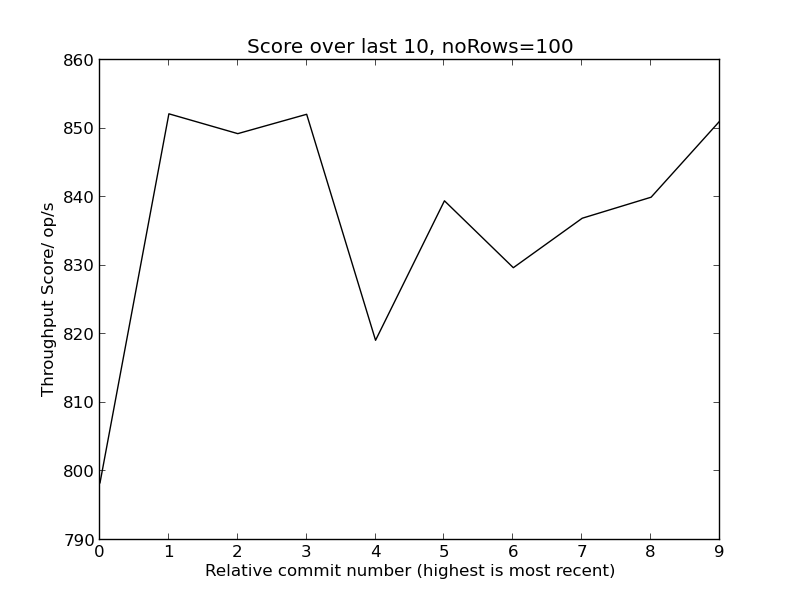 Score over last 10, noRows=100
860
850
840
830
820
810
800
790
Throughput Score/ op/s
0 1 2 3 4 5 6 7 8 9
Relative commit number (highest is most recent)